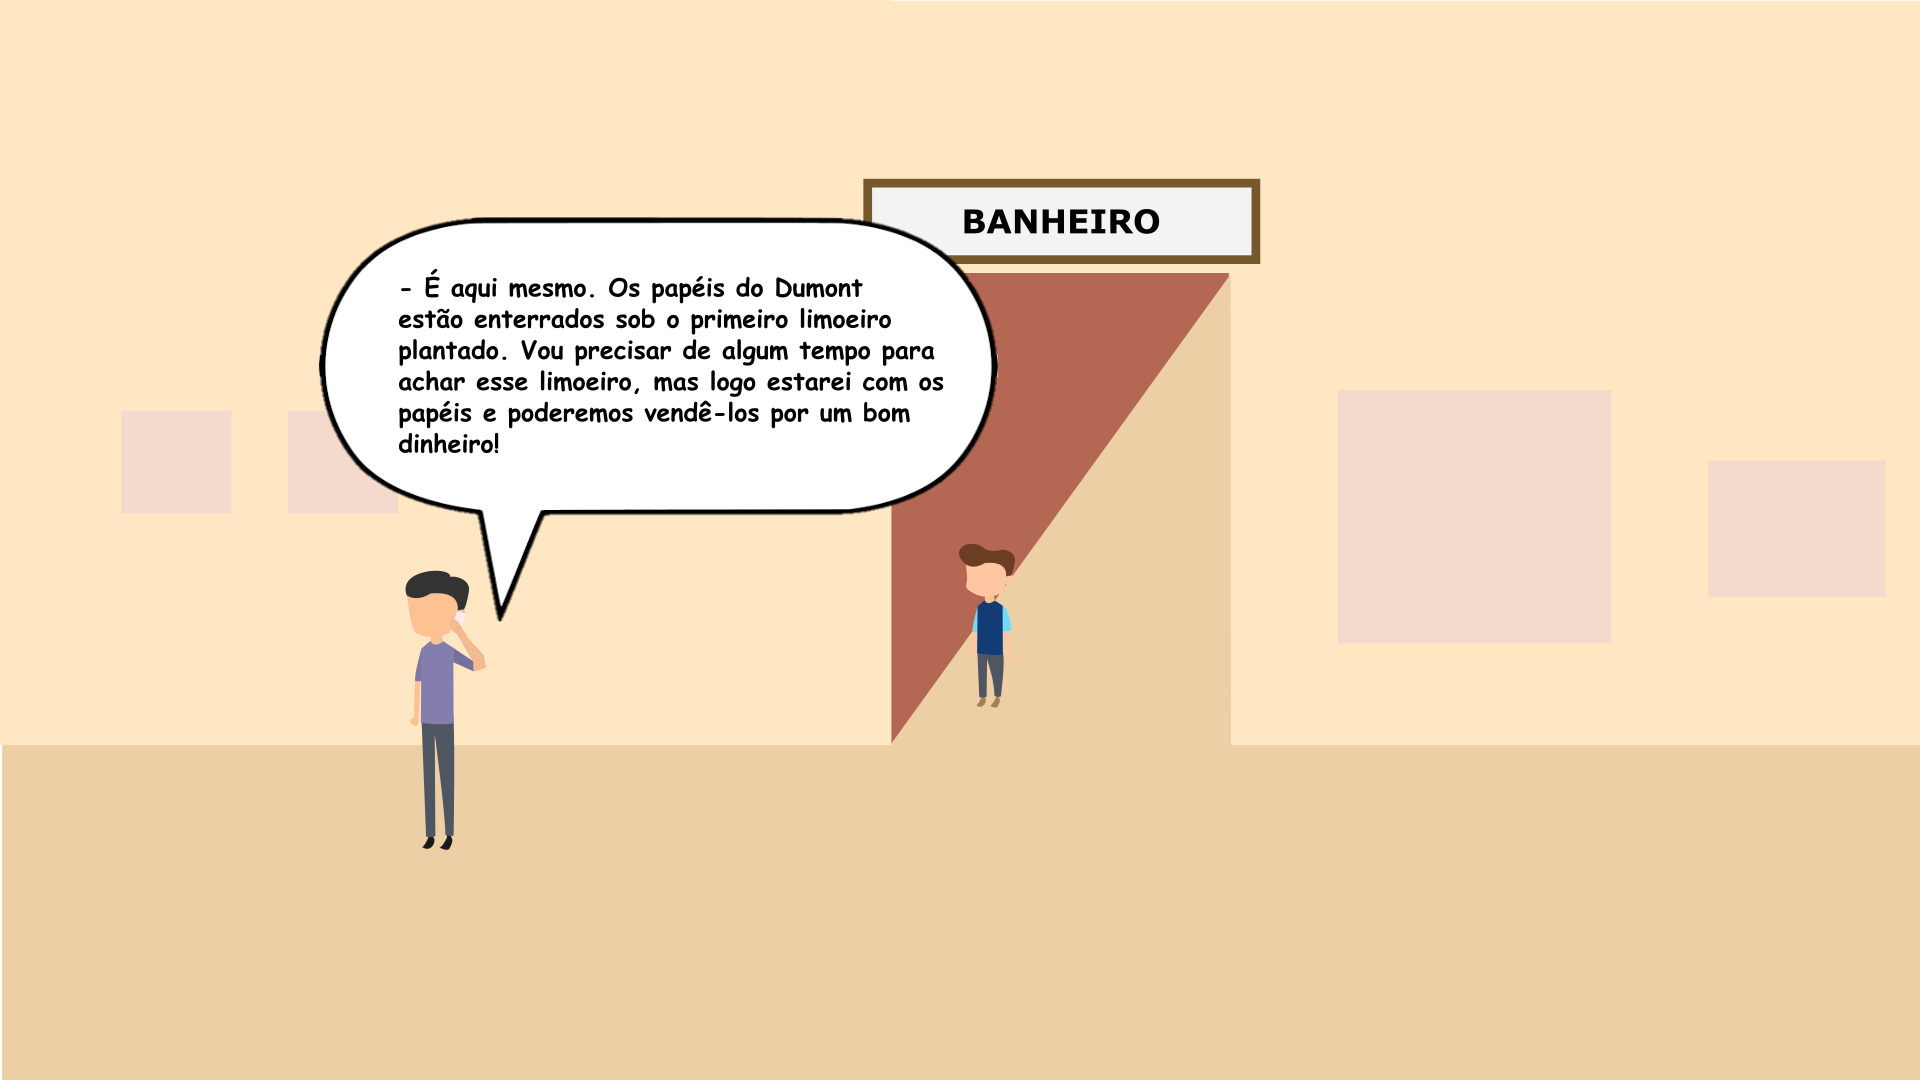 BANHEIRO
- É aqui mesmo. Os papéis do Dumont
estão enterrados sob o primeiro limoeiro
plantado. Vou precisar de algum tempo para
achar esse limoeiro, mas logo estarei com os
papéis e poderemos vendê-los por um bom
dinheiro!